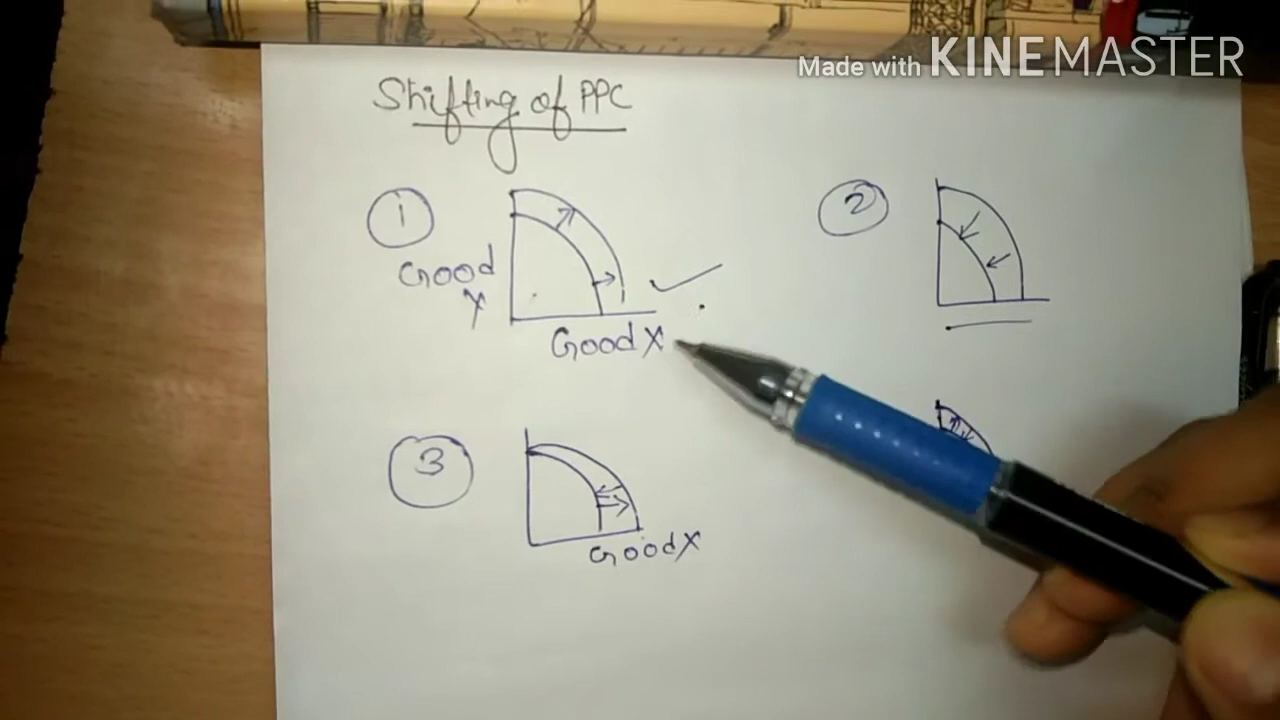 Made with KINEMASTER
Shifting of PPC
1
2
Good
Y
Good X
3
Good X